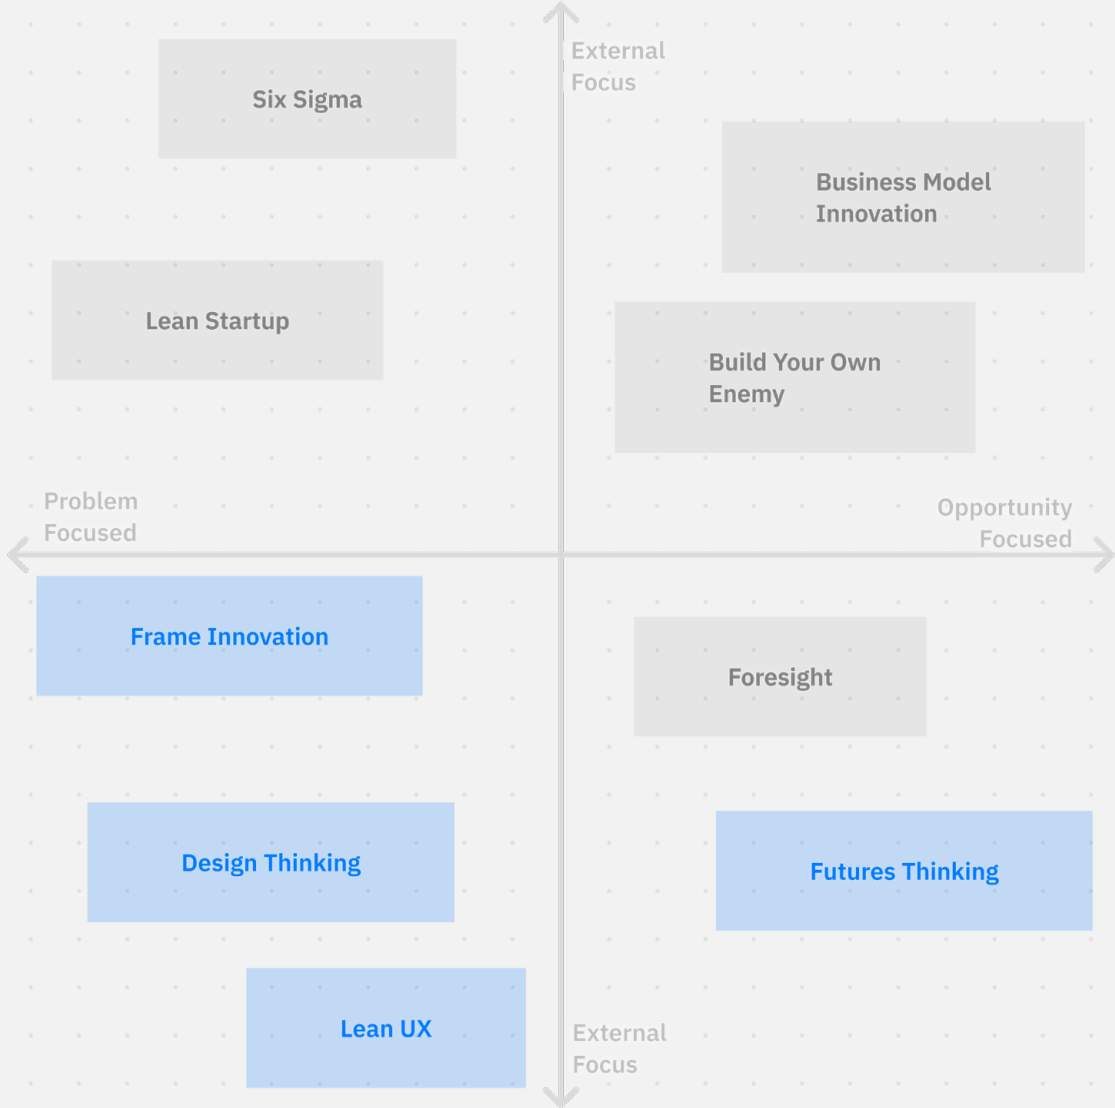 External
Focus
Six Sigma
Business Model
Innovation
Lean Startup
Build Your Own
Enemy
Problem
Focused
Opportunity
Focused
Frame Innovation
Foresight
Design Thinking
Futures Thinking
Lean UX
External
Focus